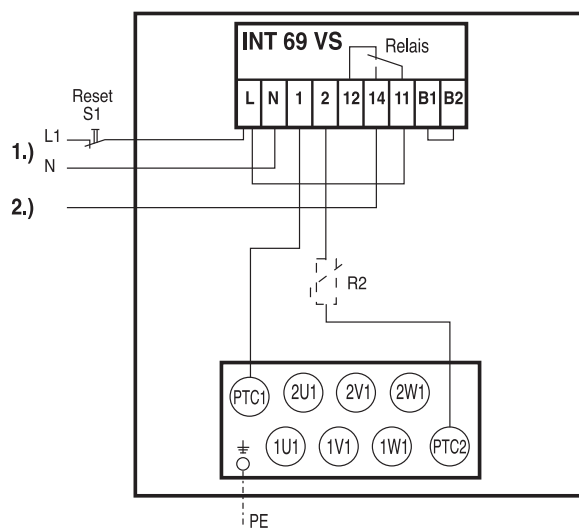 INT 69 VS
Relais
L N 1 2 12 14 11 B1 B2
Reset
S1
L1
1.)
N
2.)
R2
PTC1 2U1 2V1 2W1
1U1 1V1 1W1 PTC2
PE